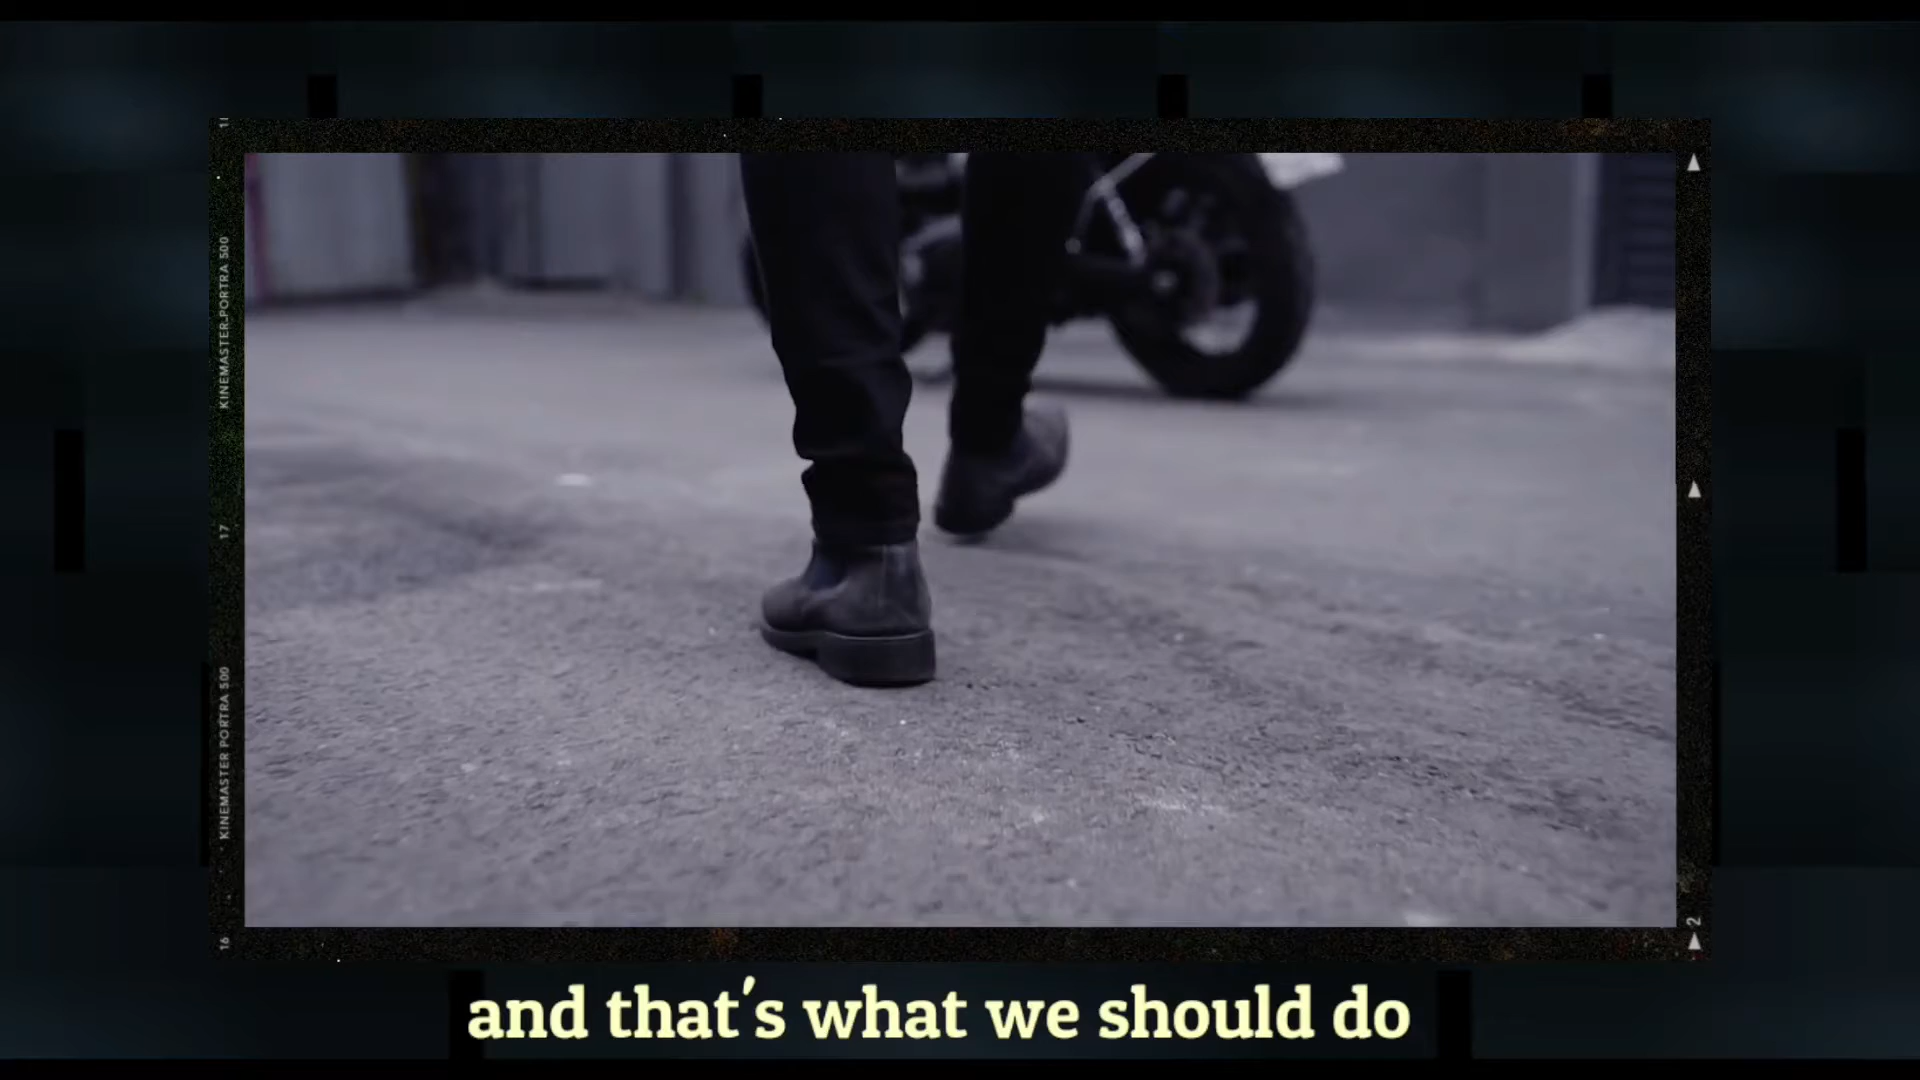 KINEMASTER PORTRA 500
17
KINEMASTER PORTRA 500
16
2
and that's what we should do